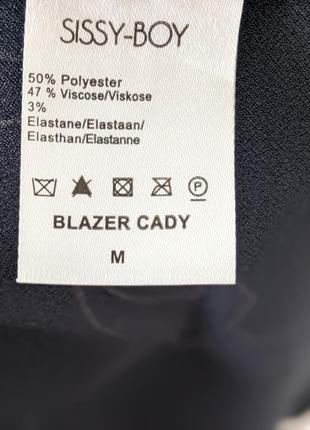 SISSY-BOY
50% Polyester
47 % Viscose/Viskose
3%
Elastane/Elastaan/
Elasthan/Elastanne
P
BLAZER CADY
M